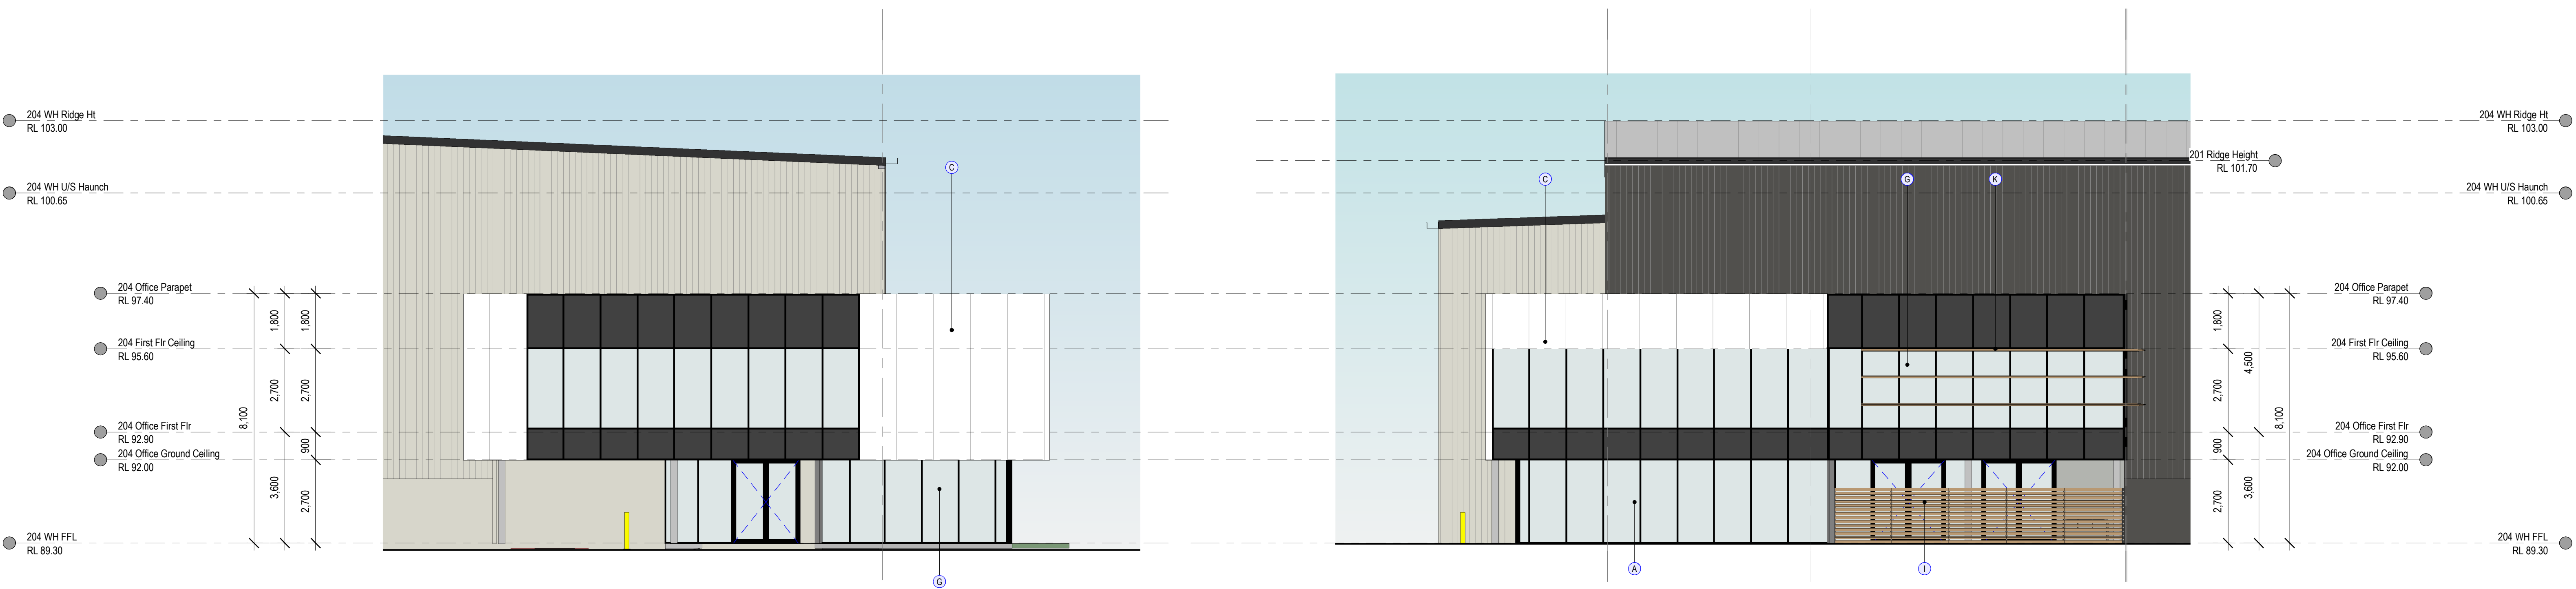 204 WH Ridge Ht
RL 103.00
204 WH U/S Haunch
RL 100.65
204 Office Parapet
RL 97.40
204 First Flr Ceiling
RL 95.60
204 Office First Flr
RL 92.90
204 Office Ground Ceiling
RL 92.00
204 WH FFL
RL 89.30
8,100
1,800
2,700
3,600
1,800
2,700
900
2,700
C
G
C
G
K
A
I
204 WH Ridge Ht
RL 103.00
201 Ridge Height
RL 101.70
204 WH U/S Haunch
RL 100.65
204 Office Parapet
RL 97.40
204 First Flr Ceiling
RL 95.60
204 Office First Flr
RL 92.90
204 Office Ground Ceiling
RL 92.00
204 WH FFL
RL 89.30
1,800
2,700
900
2,700
4,500
3,600
8,100